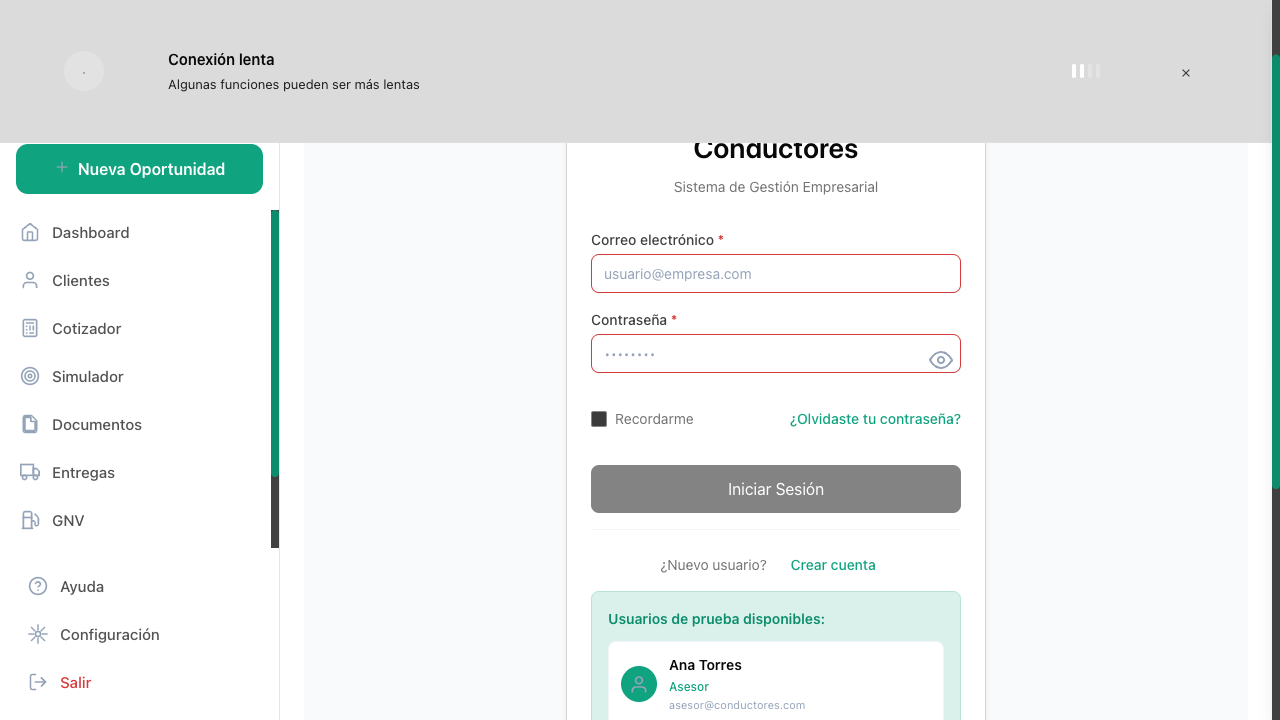 Conexión lenta
Algunas funciones pueden ser más lentas
×
+ Nueva Oportunidad
Dashboard
Clientes
Cotizador
Simulador
Documentos
Entregas
GNV
Ayuda
Configuración
Salir
Conductores
Sistema de Gestión Empresarial
Correo electrónico *
usuario@empresa.com
Contraseña *
••••••••
Recordarme
¿Olvidaste tu contraseña?
Iniciar Sesión
¿Nuevo usuario? Crear cuenta
Usuarios de prueba disponibles:
Ana Torres
Asesor
asesor@conductores.com